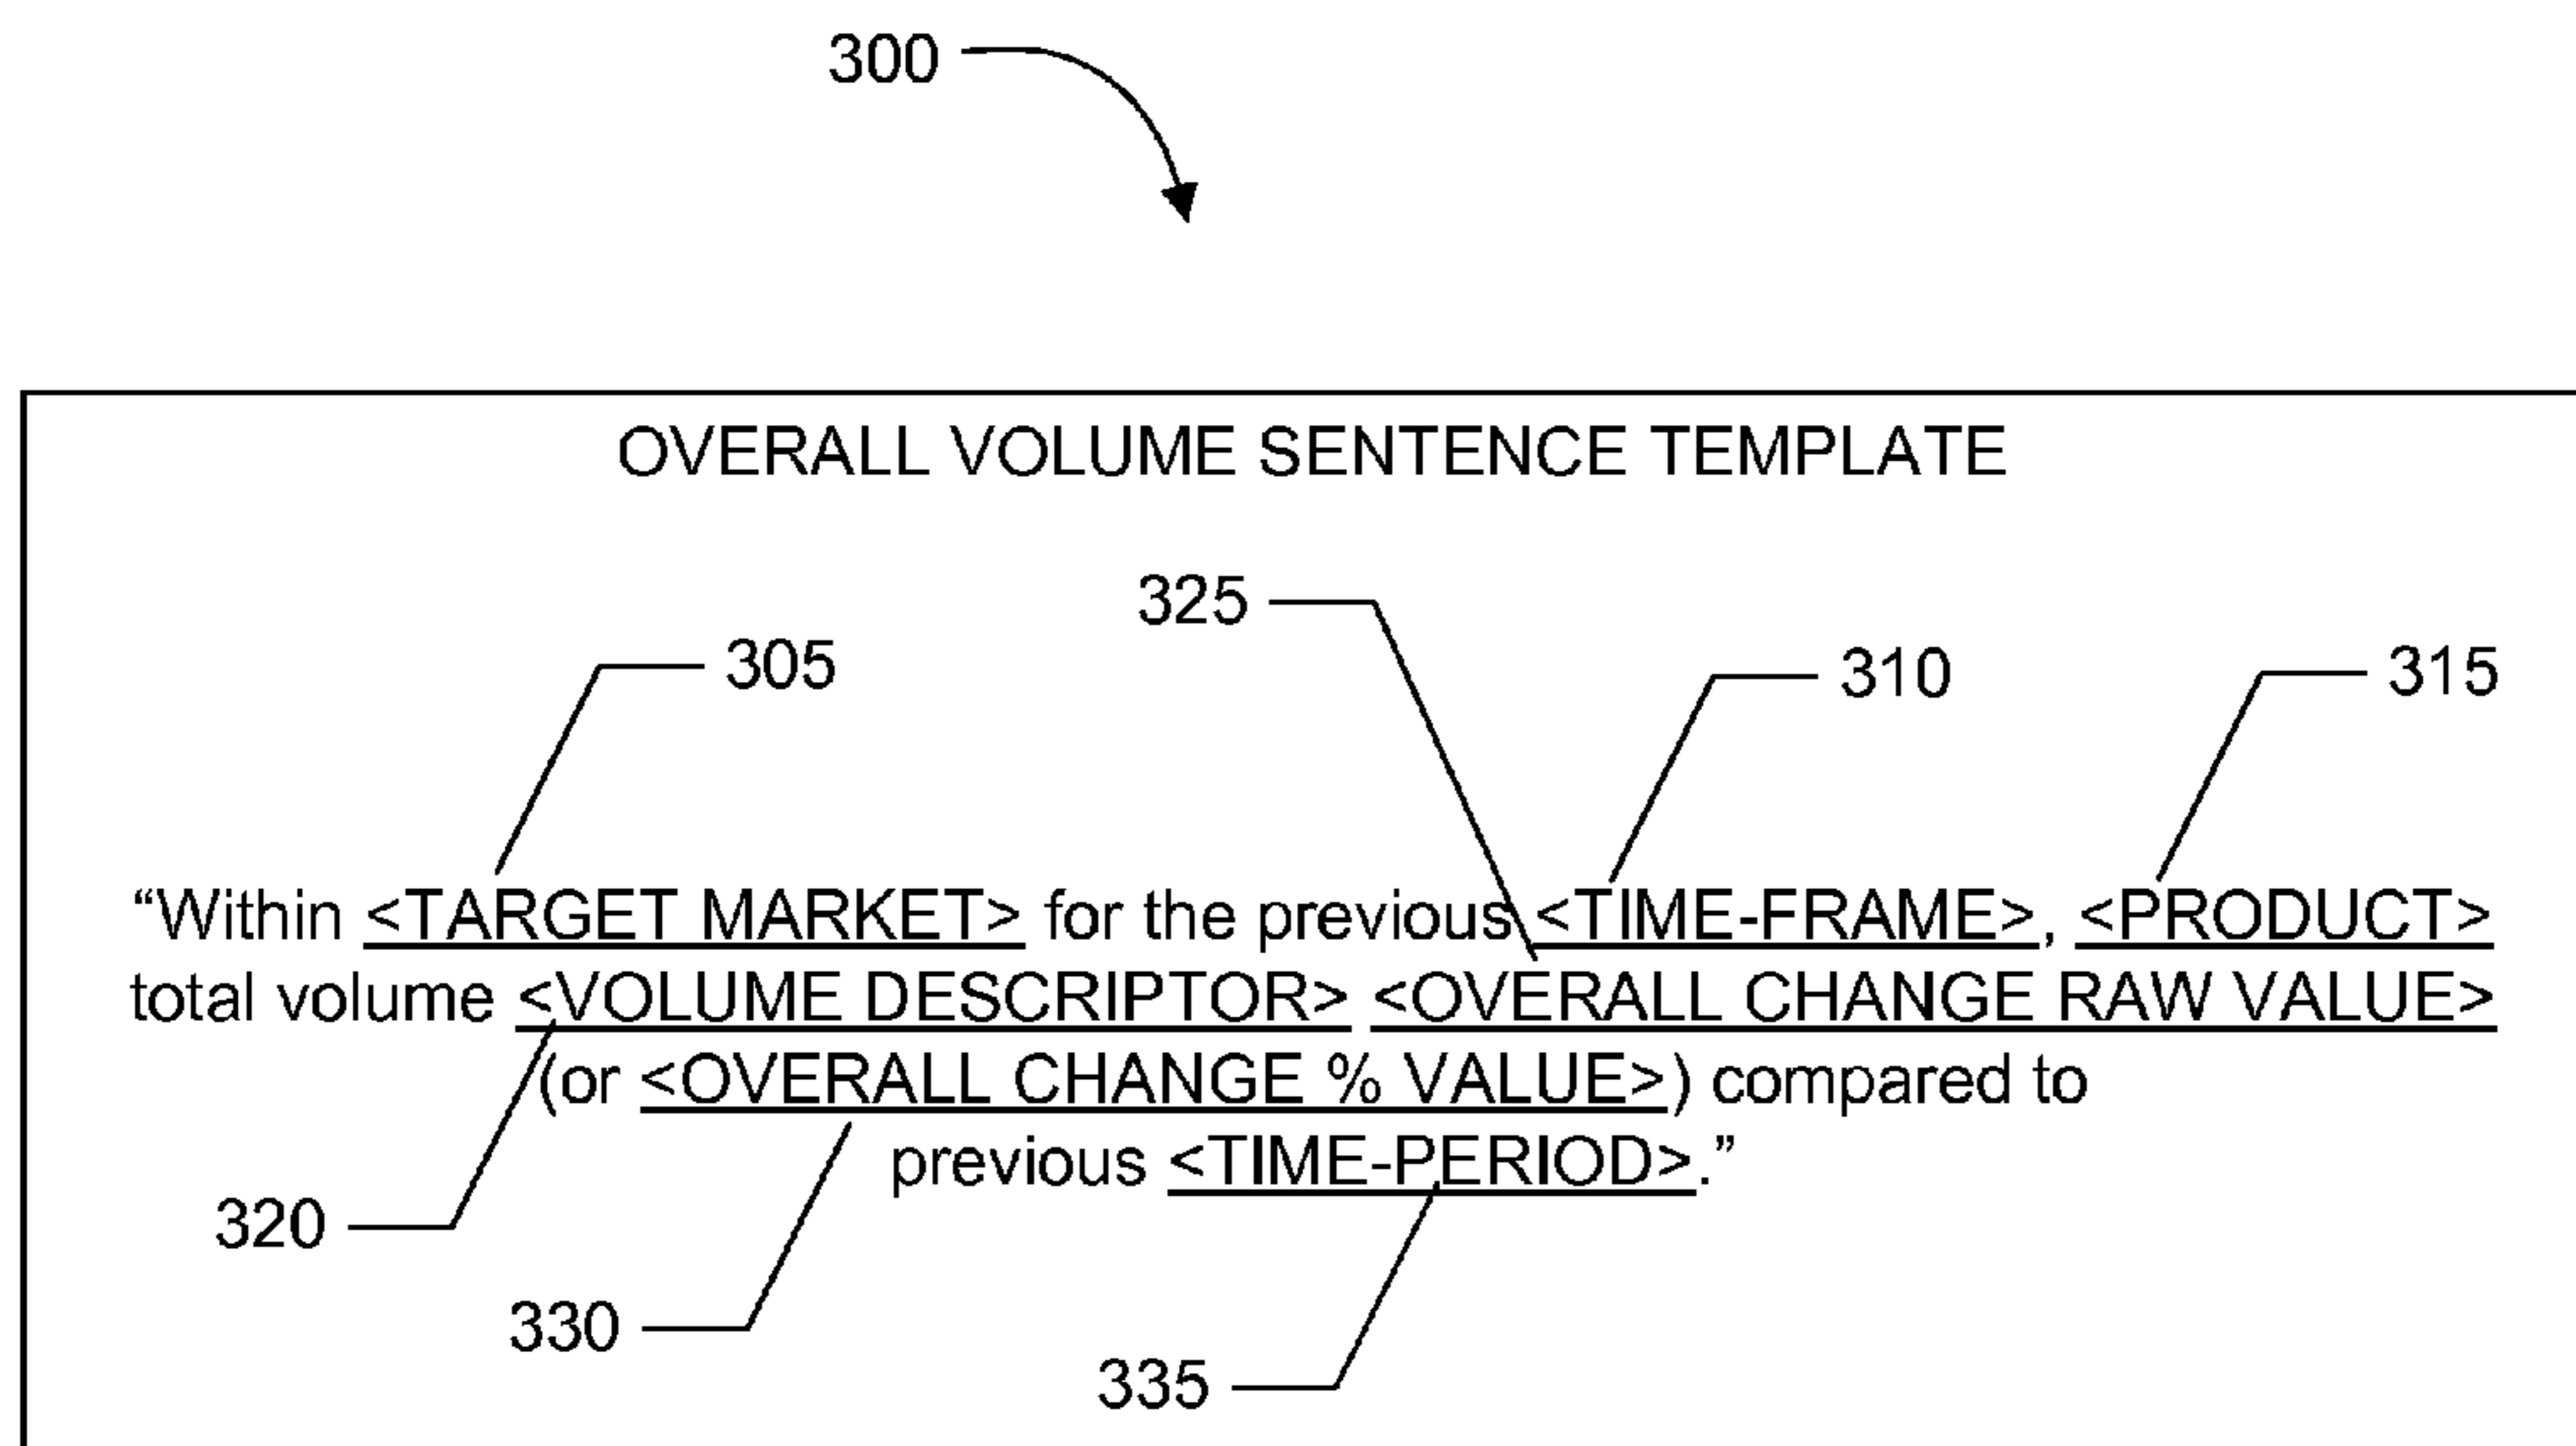 300
OVERALL VOLUME SENTENCE TEMPLATE
325
305
310
315
“Within <TARGET MARKET> for the previous <TIME-FRAME>, <PRODUCT>
total volume <VOLUME DESCRIPTOR> <OVERALL CHANGE RAW VALUE>
(or <OVERALL CHANGE % VALUE>) compared to
previous <TIME-PERIOD>.”
320
330
335